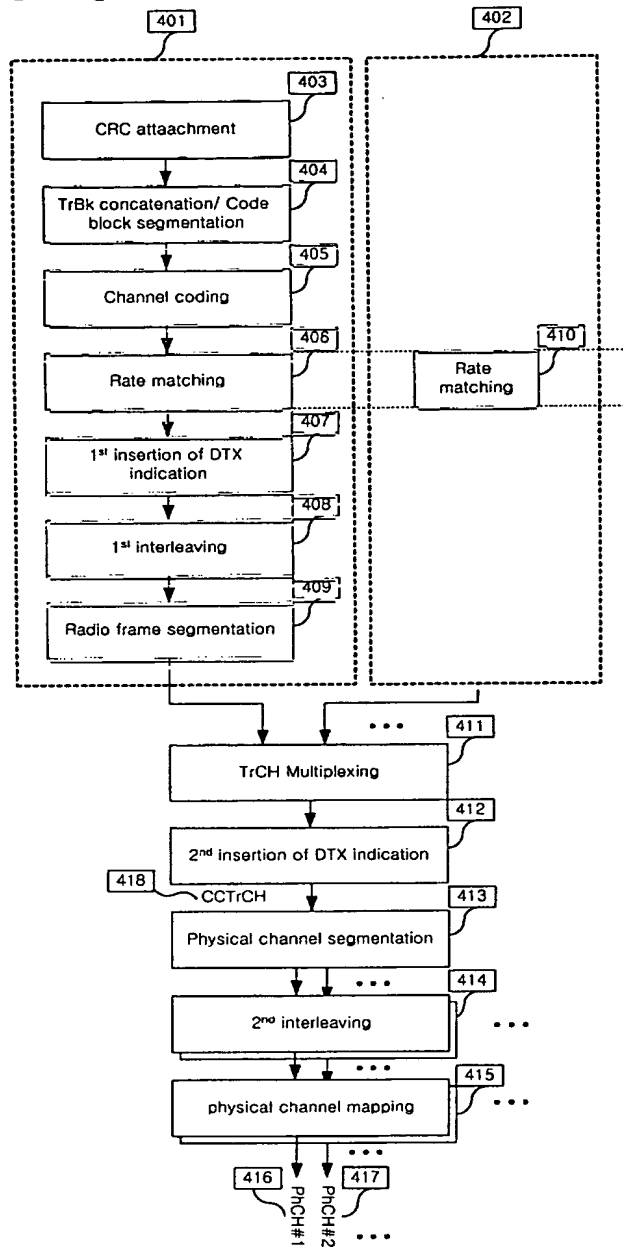 401
402
403
CRC attaachment
404
TrBk concatenation/ Code
block segmentation
405
Channel coding
406
Rate matching
410
Rate
matching
407
1st insertion of DTX
indication
408
1st interleaving
409
Radio frame segmentation
411
TrCH Multiplexing
412
2nd insertion of DTX indication
418
CCTrCH
413
Physical channel segmentation
414
2nd interleaving
415
physical channel mapping
416
PhCH#1
PhCH#2
417